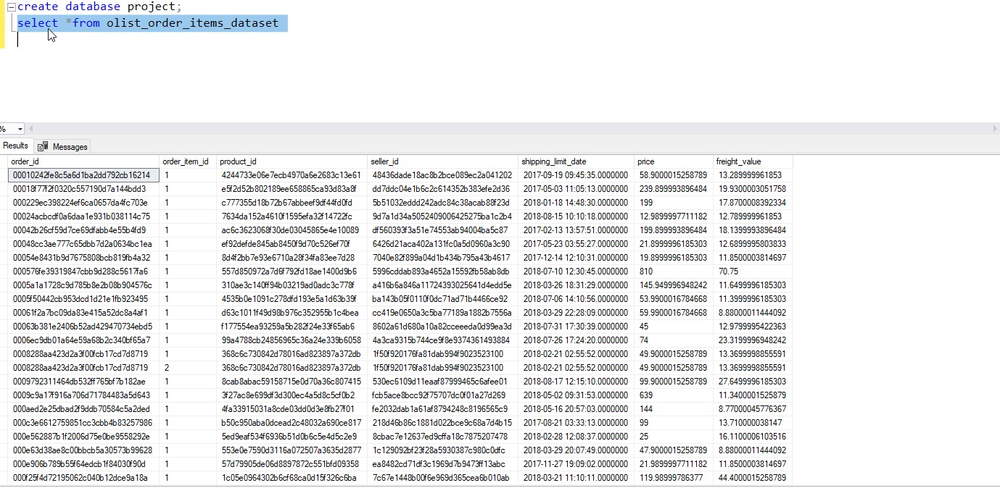 create database project;
select *from olist_order_items_dataset
%
Results Messages
order_id order_item_id product_id seller_id shipping_limit_date price freight_value
00010242fe8c5a6d1ba2dd792cb16214 1 4244733e06e7ecb4970a6e2683c13e61 48436dade18ac8b2bce089ec2a041202 2017-09-19 09:45:35.0000000 58.9000015258789 13.289999961853
00018f77f2f0320c557190d7a144bdd3 1 e5f2d52b802189ee658865ca93d83a8f dd7ddc04e1b6c2c614352b383efe2d36 2017-05-03 11:05:13.0000000 239.899993896484 19.9300003051758
000229ec398224ef6ca0657da4fc703e 1 c777355d18b72b67abbeef9df44fd0fd 5b51032eddd242adc84c38acab88f23d 2018-01-18 14:48:30.0000000 199 17.8700008392334
00024acbcdf0a6daa1e931b038114c75 1 7634da152a4610f1595efa32f14722fc 9d7a1d34a5052409006425275ba1c2b4 2018-08-15 10:10:18.0000000 12.9899997711182 12.789999961853
00042b26cf59d7ce69dfabb4e55b4fd9 1 ac6c3623068f30de03045865e4e10089 df560393f3a51e74553ab94004ba5c87 2017-02-13 13:57:51.0000000 199.899993896484 18.1399993896484
00048cc3ae777c65dbb7d2a0634bc1ea 1 ef92defde845ab8450f9d70c526ef70f 6426d21aca402a131fc0a5d0960a3c90 2017-05-23 03:55:27.0000000 21.8999996185303 12.6899995803833
00054e8431b9d7675808bcb819fb4a32 1 8d4f2bb7e93e6710a28f34fa83ee7d28 7040e82f899a04d1b434b795a43b4617 2017-12-14 12:10:31.0000000 19.8999996185303 11.8500003814697
000576fe39319847cbb9d288c5617fa6 1 557d850972a7d6f792fd18ae1400d9b6 5996cddab893a4652a15592fb58ab8db 2018-07-10 12:30:45.0000000 810 70.75
0005a1a1728c9d785b8e2b08b904576c 1 310ae3c140ff94b03219ad0adc3c778f a416b6a846a11724393025641d4edd5e 2018-03-26 18:31:29.0000000 145.949996948242 11.6499996185303
0005f50442cb953dcd1d21e1fb923495 1 4535b0e1091c278dfd193e5a1d63b39f ba143b05f0110f0dc71ad71b4466ce92 2018-07-06 14:10:56.0000000 53.9900016784668 11.3999996185303
00061f2a7bc09da83e415a52dc8a4af1 1 d63c1011f49d98b976c352955b1c4bea cc419e0650a3c5ba77189a1882b7556a 2018-03-29 22:28:09.0000000 59.9900016784668 8.88000011444092
00063b381e2406b52ad429470734ebd5 1 f177554ea93259a5b282f24e33f65ab6 8602a61d680a10a82cceeeda0d99ea3d 2018-07-31 17:30:39.0000000 45 12.9799995422363
0006ec9db01a64e59a68b2c340bf65a7 1 99a4788cb24856965c36a24e339b6058 4a3ca9315b744ce9f8e9374361493884 2018-07-26 17:24:20.0000000 74 23.3199996948242
0008288aa423d2a3f00fcb17cd7d8719 1 368c6c730842d78016ad823897a372db 1f50f920176fa81dab994f9023523100 2018-02-21 02:55:52.0000000 49.9000015258789 13.3699998855591
0008288aa423d2a3f00fcb17cd7d8719 2 368c6c730842d78016ad823897a372db 1f50f920176fa81dab994f9023523100 2018-02-21 02:55:52.0000000 49.9000015258789 13.3699998855591
0009792311464db532ff765bf7b182ae 1 8cab8abac59158715e0d70a36c807415 530ec6109d11eaaf87999465c6afee01 2018-08-17 12:15:10.0000000 99.9000015258789 27.6499996185303
0009c9a17f916a706d71784483a5d643 1 3f27ac8e699df3d300ec4a5d8c5cf0b2 fcb5ace8bcc92f75707dc0f01a27d269 2018-05-02 09:31:53.0000000 639 11.3400001525879
000aed2e25dbad2f9ddb70584c5a2ded 1 4fa33915031a8cde03dd0d3e8fb27f01 fe2032dab1a61af8794248c8196565c9 2018-05-16 20:57:03.0000000 144 8.77000045776367
000c3e6612759851cc3cbb4b83257986 1 b50c950aba0dcead2c48032a690ce817 218d46b86c1881d022bce9c68a7d4b15 2017-08-21 03:33:13.0000000 99 13.710000038147
000e562887b1f2006d75e0be9558292e 1 5ed9eaf534f6936b51d0b6c5e4d5c2e9 8cbac7e12637ed9cffa18c7875207478 2018-02-28 12:08:37.0000000 25 16.1100006103516
000e63d38ae8c00bbcb5a30573b99628 1 553e0e7590d3116a072507a3635d2877 1c129092bf23f28a5930387c980c0dfc 2018-03-29 20:07:49.0000000 47.9000015258789 8.88000011444092
000e906b789b55f64edcb1f84030f90d 1 57d79905de06d8897872c551bfd09358 ea8482cd71df3c1969d7b9473ff13abc 2017-11-27 19:09:02.0000000 21.9899997711182 11.8500003814697
000f25f4d72195062c040b12dce9a18a 1 1c05e0964302b6cf68ca0d15f326c6ba 7c67e1448b00f6e969d365cea6b010ab 2018-03-21 11:10:11.0000000 119.98999786377 44.4000015258789